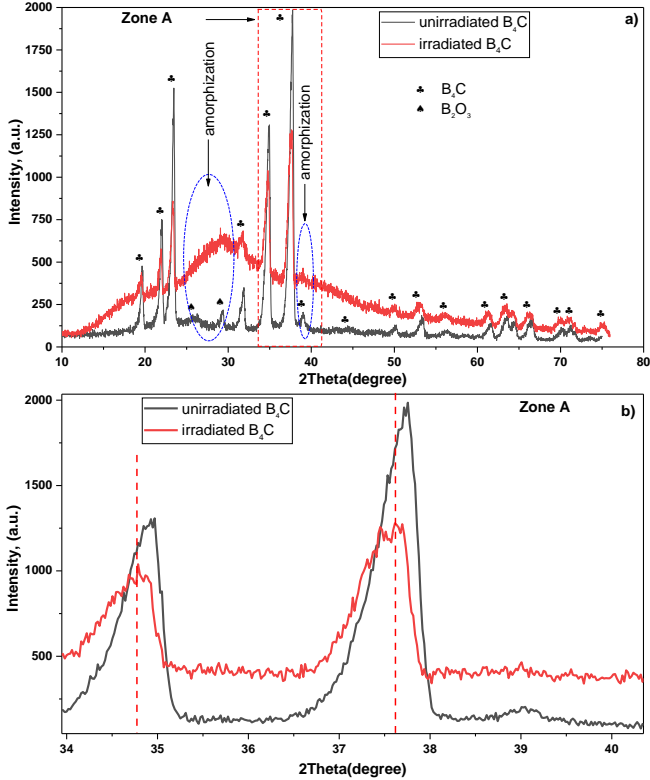 Zone A
a)
unirradiated B₄C
irradiated B₄C
♣ B₄C
♠ B₂O₃
amorphization
amorphization
Intensity, (a.u.)
2000
1750
1500
1250
1000
750
500
250
0
10 20 30 40 50 60 70 80
2Theta(degree)
unirradiated B₄C
irradiated B₄C
Zone A
b)
Intensity, (a.u.)
2000
1500
1000
500
34 35 36 37 38 39 40
2Theta(degree)